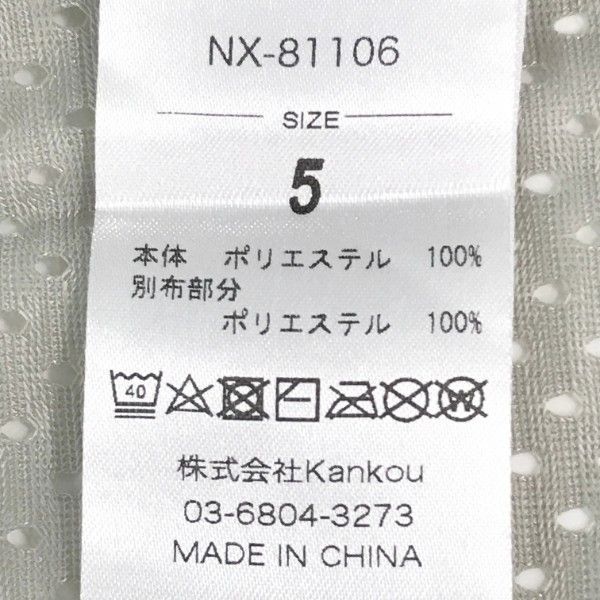 NX-81106
SIZE
5
本体 ポリエステル 100%
別布部分
ポリエステル 100%
40
W
株式会社Kankou
03-6804-3273
MADE IN CHINA